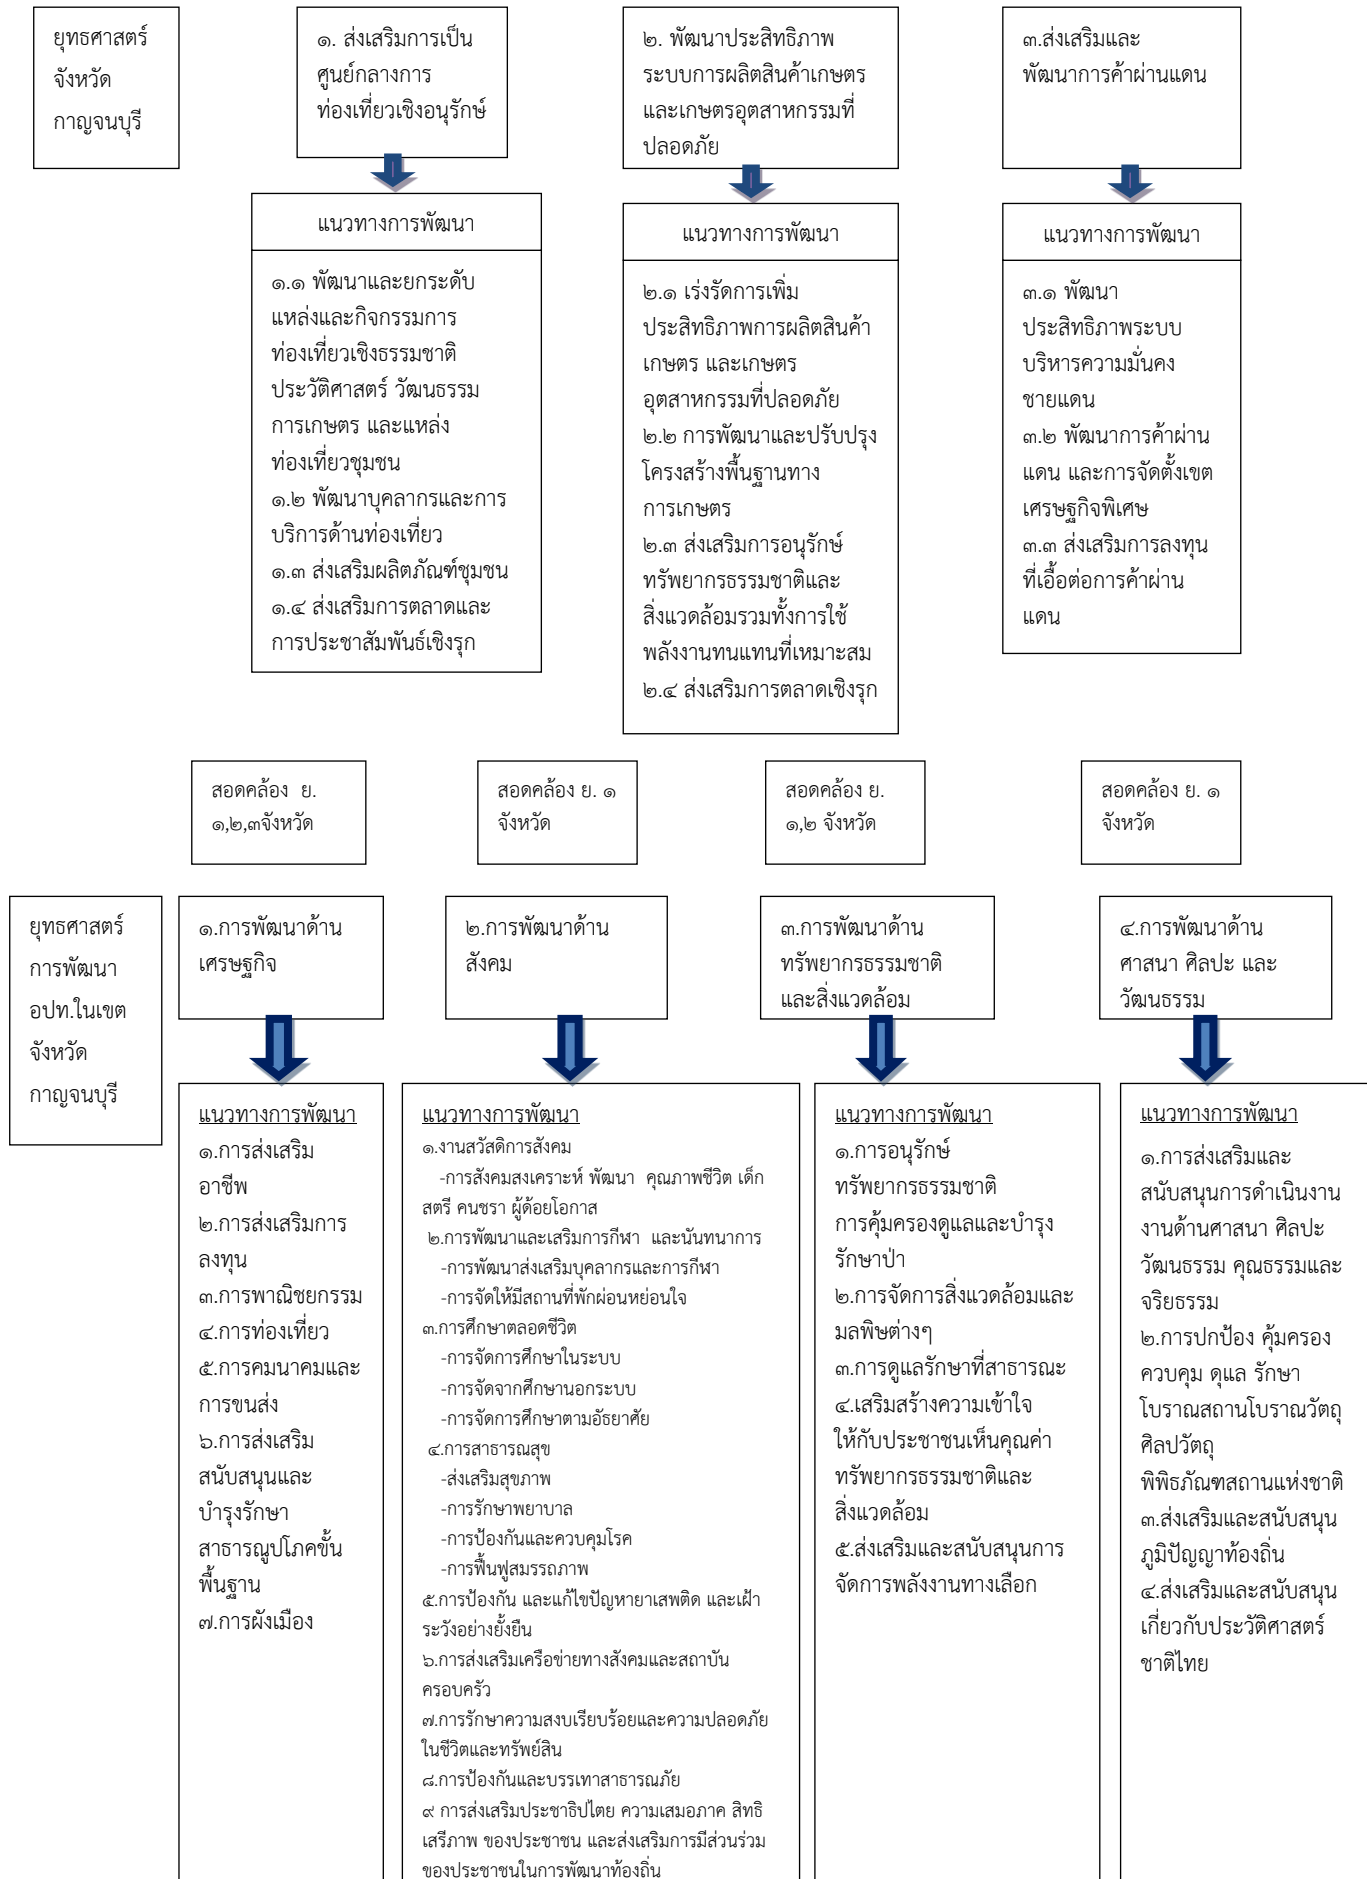 ยุทธศาสตร์
จังหวัด
กาญจนบุรี
๑. ส่งเสริมการเป็น
ศูนย์กลางการ
ท่องเที่ยวเชิงอนุรักษ์
๒. พัฒนาประสิทธิภาพ
ระบบการผลิตสินค้าเกษตร
และเกษตรอุตสาหกรรมที่
ปลอดภัย
๓.ส่งเสริมและ
พัฒนาการค้าผ่านแดน
แนวทางการพัฒนา
๑.๑ พัฒนาและยกระดับ
แหล่งและกิจกรรมการ
ท่องเที่ยวเชิงธรรมชาติ
ประวัติศาสตร์ วัฒนธรรม
การเกษตร และแหล่ง
ท่องเที่ยวชุมชน
๑.๒ พัฒนาบุคลากรและการ
บริการด้านท่องเที่ยว
๑.๓ ส่งเสริมผลิตภัณฑ์ชุมชน
๑.๔ ส่งเสริมการตลาดและ
การประชาสัมพันธ์เชิงรุก
แนวทางการพัฒนา
๒.๑ เร่งรัดการเพิ่ม
ประสิทธิภาพการผลิตสินค้า
เกษตร และเกษตร
อุตสาหกรรมที่ปลอดภัย
๒.๒ การพัฒนาและปรับปรุง
โครงสร้างพื้นฐานทาง
การเกษตร
๒.๓ ส่งเสริมการอนุรักษ์
ทรัพยากรธรรมชาติและ
สิ่งแวดล้อมรวมทั้งการใช้
พลังงานทนแทนที่เหมาะสม
๒.๔ ส่งเสริมการตลาดเชิงรุก
แนวทางการพัฒนา
๓.๑ พัฒนา
ประสิทธิภาพระบบ
บริหารความมั่นคง
ชายแดน
๓.๒ พัฒนาการค้าผ่าน
แดน และการจัดตั้งเขต
เศรษฐกิจพิเศษ
๓.๓ ส่งเสริมการลงทุน
ที่เอื้อต่อการค้าผ่าน
แดน
สอดคล้อง ย.
๑,๒,๓จังหวัด
สอดคล้อง ย. ๑
จังหวัด
สอดคล้อง ย.
๑,๒ จังหวัด
สอดคล้อง ย. ๑
จังหวัด
ยุทธศาสตร์
การพัฒนา
อปท.ในเขต
จังหวัด
กาญจนบุรี
๑.การพัฒนาด้าน
เศรษฐกิจ
๒.การพัฒนาด้าน
สังคม
๓.การพัฒนาด้าน
ทรัพยากรธรรมชาติ
และสิ่งแวดล้อม
๔.การพัฒนาด้าน
ศาสนา ศิลปะ และ
วัฒนธรรม
แนวทางการพัฒนา
๑.การส่งเสริม
อาชีพ
๒.การส่งเสริมการ
ลงทุน
๓.การพาณิชยกรรม
๔.การท่องเที่ยว
๕.การคมนาคมและ
การขนส่ง
๖.การส่งเสริม
สนับสนุนและ
บำรุงรักษา
สาธารณูปโภคขั้น
พื้นฐาน
๗.การผังเมือง
แนวทางการพัฒนา
๑.งานสวัสดิการสังคม
-การสังคมสงเคราะห์ พัฒนา คุณภาพชีวิต เด็ก
สตรี คนชรา ผู้ด้อยโอกาส
๒.การพัฒนาและเสริมการกีฬา และนันทนาการ
-การพัฒนาส่งเสริมบุคลากรและการกีฬา
-การจัดให้มีสถานที่พักผ่อนหย่อนใจ
๓.การศึกษาตลอดชีวิต
-การจัดการศึกษาในระบบ
-การจัดจากศึกษานอกระบบ
-การจัดการศึกษาตามอัธยาศัย
๔.การสาธารณสุข
-ส่งเสริมสุขภาพ
-การรักษาพยาบาล
-การป้องกันและควบคุมโรค
-การฟื้นฟูสมรรถภาพ
๕.การป้องกัน และแก้ไขปัญหายาเสพติด และเฝ้า
ระวังอย่างยั้งยืน
๖.การส่งเสริมเครือข่ายทางสังคมและสถาบัน
ครอบครัว
๗.การรักษาความสงบเรียบร้อยและความปลอดภัย
ในชีวิตและทรัพย์สิน
๘.การป้องกันและบรรเทาสาธารณภัย
๙ การส่งเสริมประชาธิปไตย ความเสมอภาค สิทธิ
เสรีภาพ ของประชาชน และส่งเสริมการมีส่วนร่วม
ของประชาชนในการพัฒนาท้องถิ่น
แนวทางการพัฒนา
๑.การอนุรักษ์
ทรัพยากรธรรมชาติ
การคุ้มครองดูแลและบำรุง
รักษาป่า
๒.การจัดการสิ่งแวดล้อมและ
มลพิษต่างๆ
๓.การดูแลรักษาที่สาธารณะ
๔.เสริมสร้างความเข้าใจ
ให้กับประชาชนเห็นคุณค่า
ทรัพยากรธรรมชาติและ
สิ่งแวดล้อม
๕.ส่งเสริมและสนับสนุนการ
จัดการพลังงานทางเลือก
แนวทางการพัฒนา
๑.การส่งเสริมและ
สนับสนุนการดำเนินงาน
งานด้านศาสนา ศิลปะ
วัฒนธรรม คุณธรรมและ
จริยธรรม
๒.การปกป้อง คุ้มครอง
ควบคุม ดูแล รักษา
โบราณสถานโบราณวัตถุ
ศิลปวัตถุ
พิพิธภัณฑสถานแห่งชาติ
๓.ส่งเสริมและสนับสนุน
ภูมิปัญญาท้องถิ่น
๔.ส่งเสริมและสนับสนุน
เกี่ยวกับประวัติศาสตร์
ชาติไทย